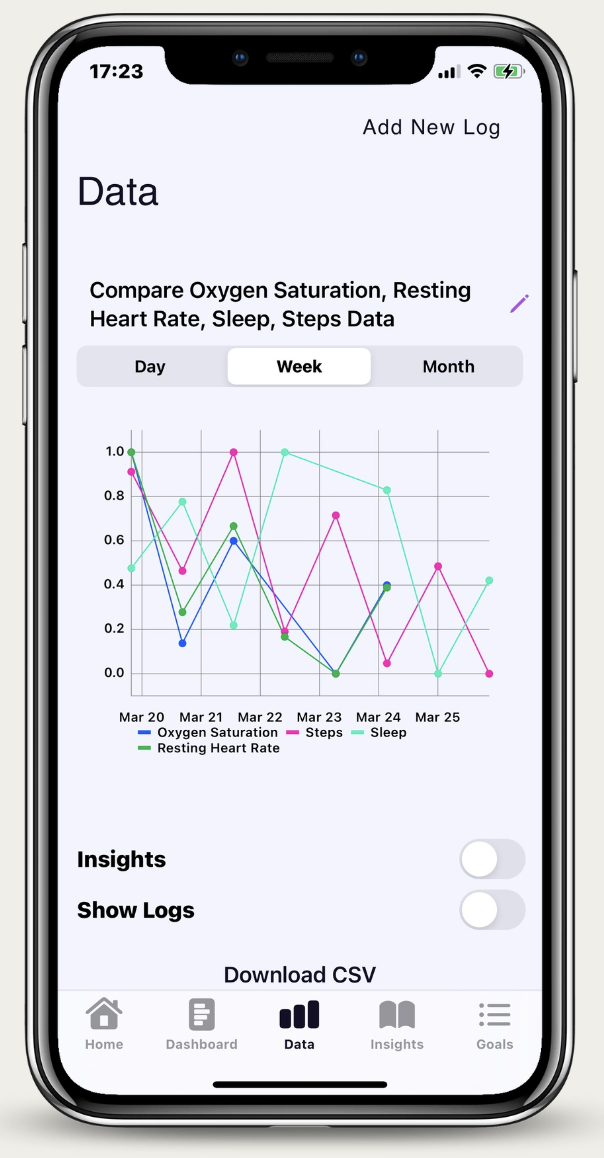 17:23
Add New Log
Data
Compare Oxygen Saturation, Resting
Heart Rate, Sleep, Steps Data
Day Week Month
1.0
0.8
0.6
0.4
0.2
0.0
Mar 20 Mar 21 Mar 22 Mar 23 Mar 24 Mar 25
Oxygen Saturation Steps Sleep
Resting Heart Rate
Insights
Show Logs
Download CSV
Home Dashboard Data Insights Goals